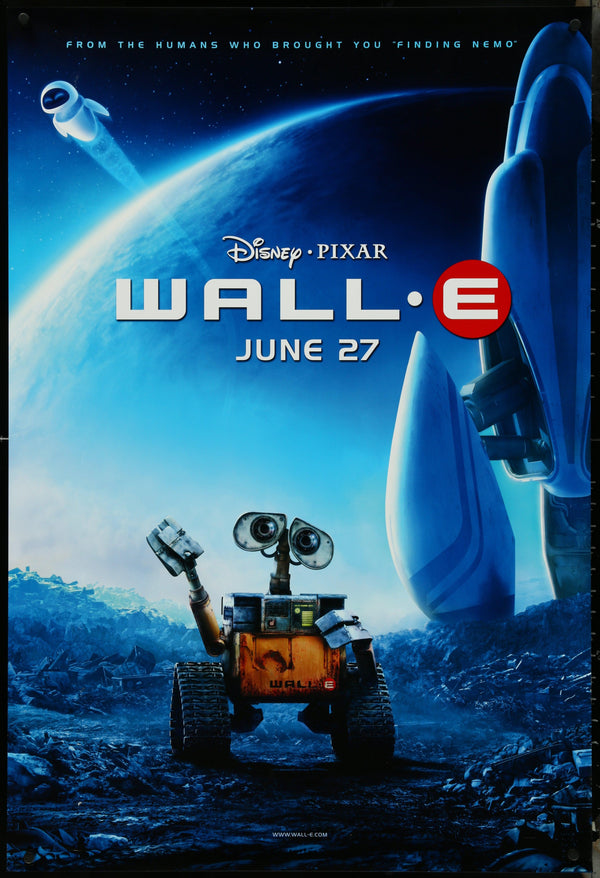 FROM THE HUMANS WHO BROUGHT YOU "FINDING NEMO"
Disney · PIXAR
WALL·E
JUNE 27
WALL·E
WWW.WALL-E.COM